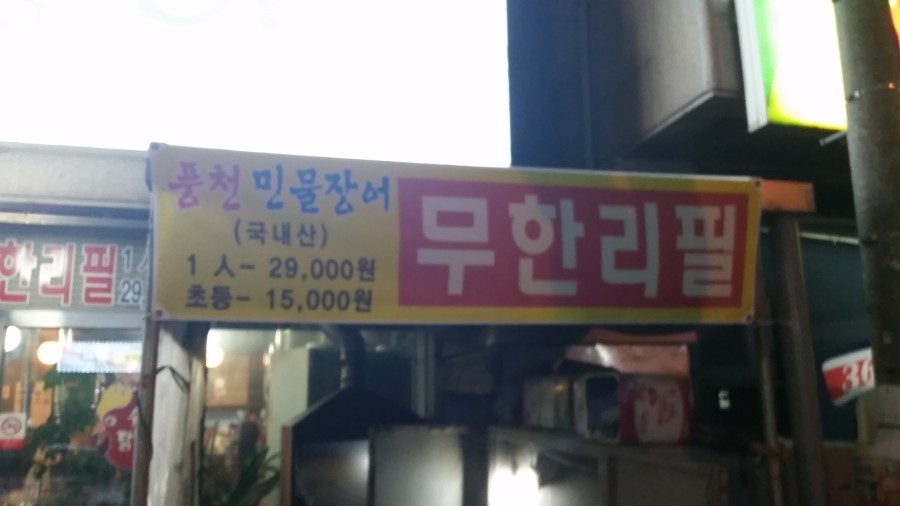 풍천 민물장어
(국내산)
1 人 - 29,000원
초등 - 15,000원
무한리필
한리필
29
36